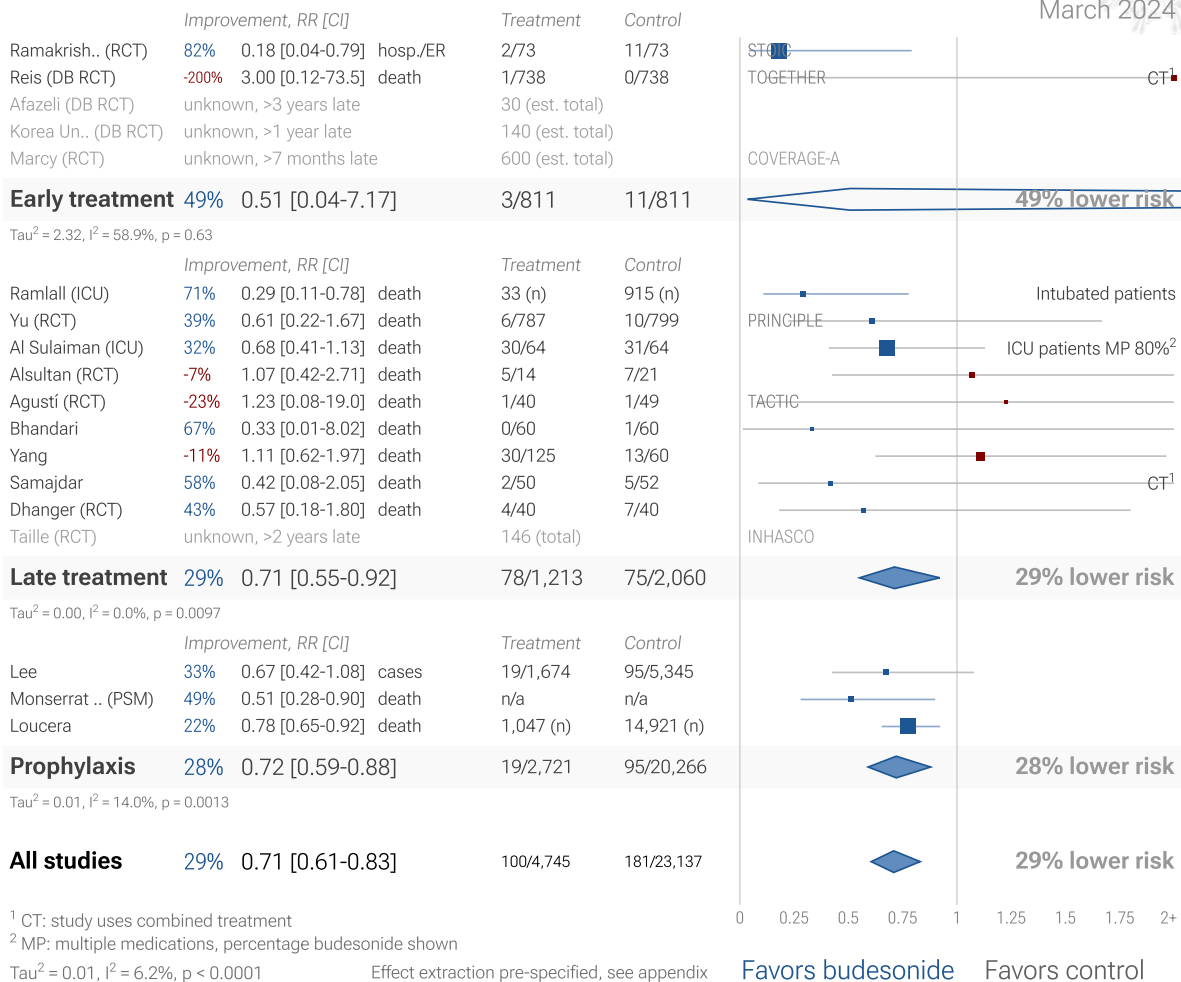 March 2024
Improvement, RR [CI] Treatment Control
Ramakrish.. (RCT) 82% 0.18 [0.04-0.79] hosp./ER 2/73 11/73 STOIC
Reis (DB RCT) -200% 3.00 [0.12-73.5] death 1/738 0/738 TOGETHER CT1
Afazeli (DB RCT) unknown, >3 years late 30 (est. total)
Korea Un.. (DB RCT) unknown, >1 year late 140 (est. total)
Marcy (RCT) unknown, >7 months late 600 (est. total) COVERAGE-A
Early treatment 49% 0.51 [0.04-7.17] 3/811 11/811 49% lower risk
Tau2 = 2.32, I2 = 58.9%, p = 0.63
Improvement, RR [CI] Treatment Control
Ramlall (ICU) 71% 0.29 [0.11-0.78] death 33 (n) 915 (n) Intubated patients
Yu (RCT) 39% 0.61 [0.22-1.67] death 6/787 10/799 PRINCIPLE
Al Sulaiman (ICU) 32% 0.68 [0.41-1.13] death 30/64 31/64 ICU patients MP 80%2
Alsultan (RCT) -7% 1.07 [0.42-2.71] death 5/14 7/21
Agustí (RCT) -23% 1.23 [0.08-19.0] death 1/40 1/49 TACTIC
Bhandari 67% 0.33 [0.01-8.02] death 0/60 1/60
Yang -11% 1.11 [0.62-1.97] death 30/125 13/60
Samajdar 58% 0.42 [0.08-2.05] death 2/50 5/52 CT1
Dhanger (RCT) 43% 0.57 [0.18-1.80] death 4/40 7/40
Taille (RCT) unknown, >2 years late 146 (total) INHASCO
Late treatment 29% 0.71 [0.55-0.92] 78/1,213 75/2,060 29% lower risk
Tau2 = 0.00, I2 = 0.0%, p = 0.0097
Improvement, RR [CI] Treatment Control
Lee 33% 0.67 [0.42-1.08] cases 19/1,674 95/5,345
Monserrat .. (PSM) 49% 0.51 [0.28-0.90] death n/a n/a
Loucera 22% 0.78 [0.65-0.92] death 1,047 (n) 14,921 (n)
Prophylaxis 28% 0.72 [0.59-0.88] 19/2,721 95/20,266 28% lower risk
Tau2 = 0.01, I2 = 14.0%, p = 0.0013
All studies 29% 0.71 [0.61-0.83] 100/4,745 181/23,137 29% lower risk
0 0.25 0.5 0.75 1 1.25 1.5 1.75 2+
1 CT: study uses combined treatment
2 MP: multiple medications, percentage budesonide shown
Tau2 = 0.01, I2 = 6.2%, p < 0.0001 Effect extraction pre-specified, see appendix Favors budesonide Favors control